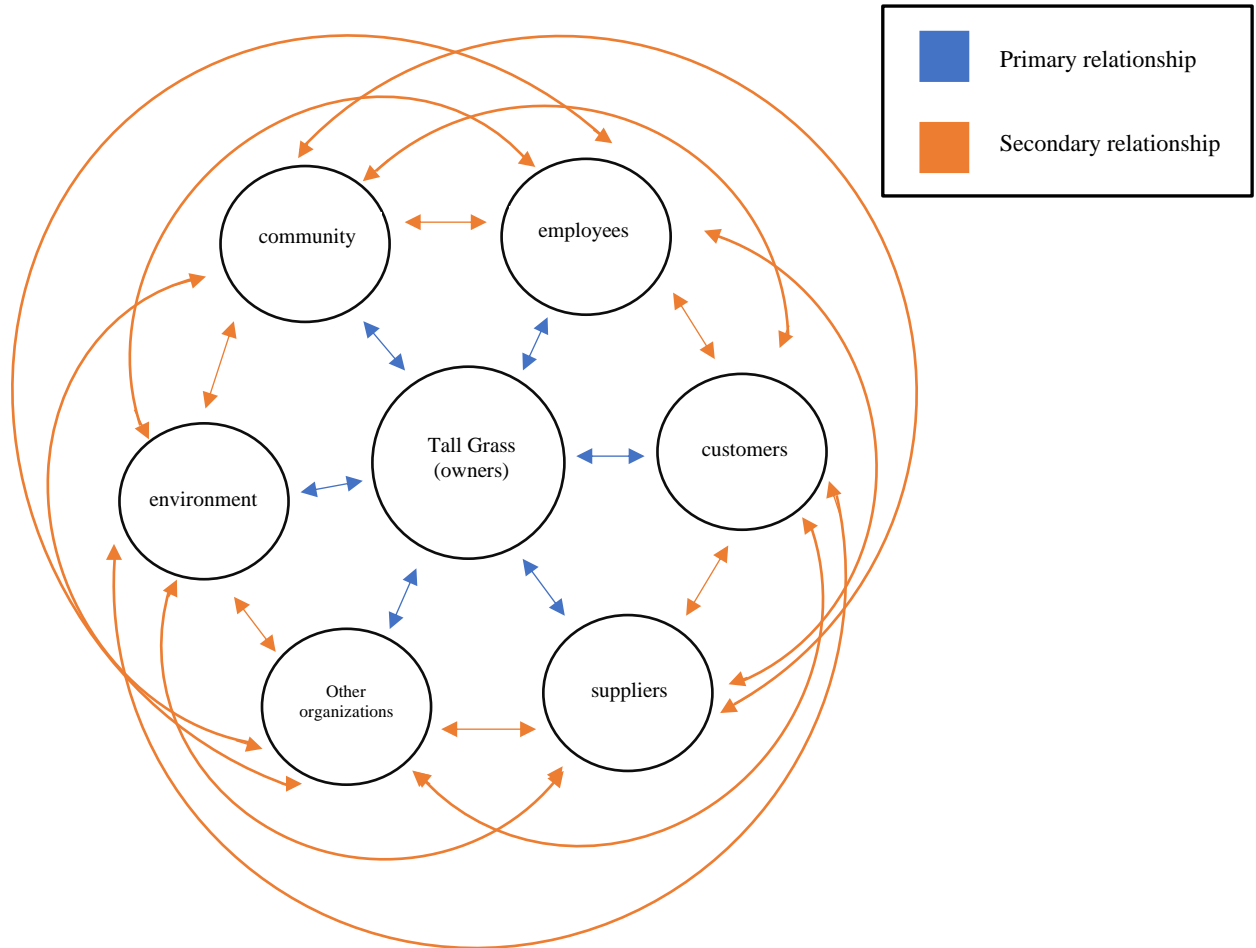 Primary relationship
Secondary relationship
community
employees
Tall Grass
(owners)
customers
environment
Other
organizations
suppliers